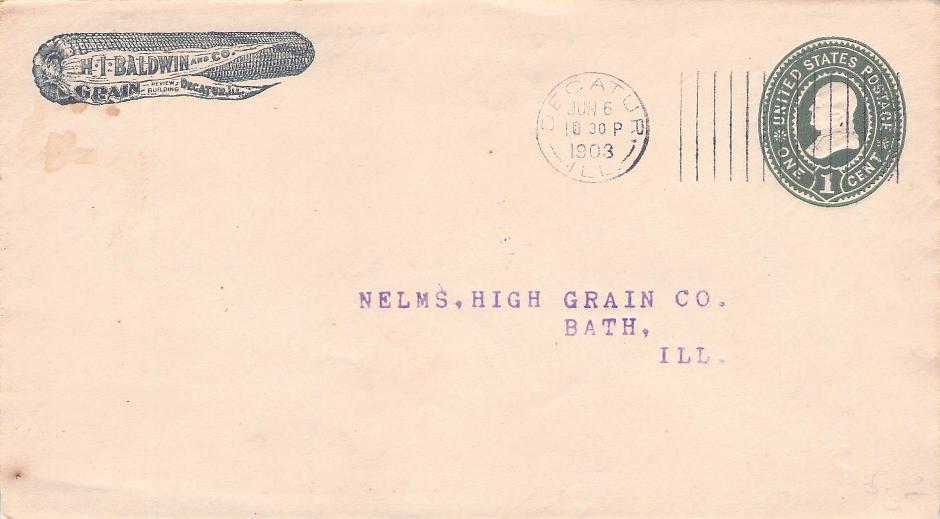 H·I·BALDWIN AND CO.
GRAIN REVIEW BUILDING DECATUR, ILL.
DECATUR,
JUN 6
10 30 P
1903
ILL.
UNITED STATES POSTAGE
ONE 1 CENT
NELMS, HIGH GRAIN CO.
BATH,
ILL.